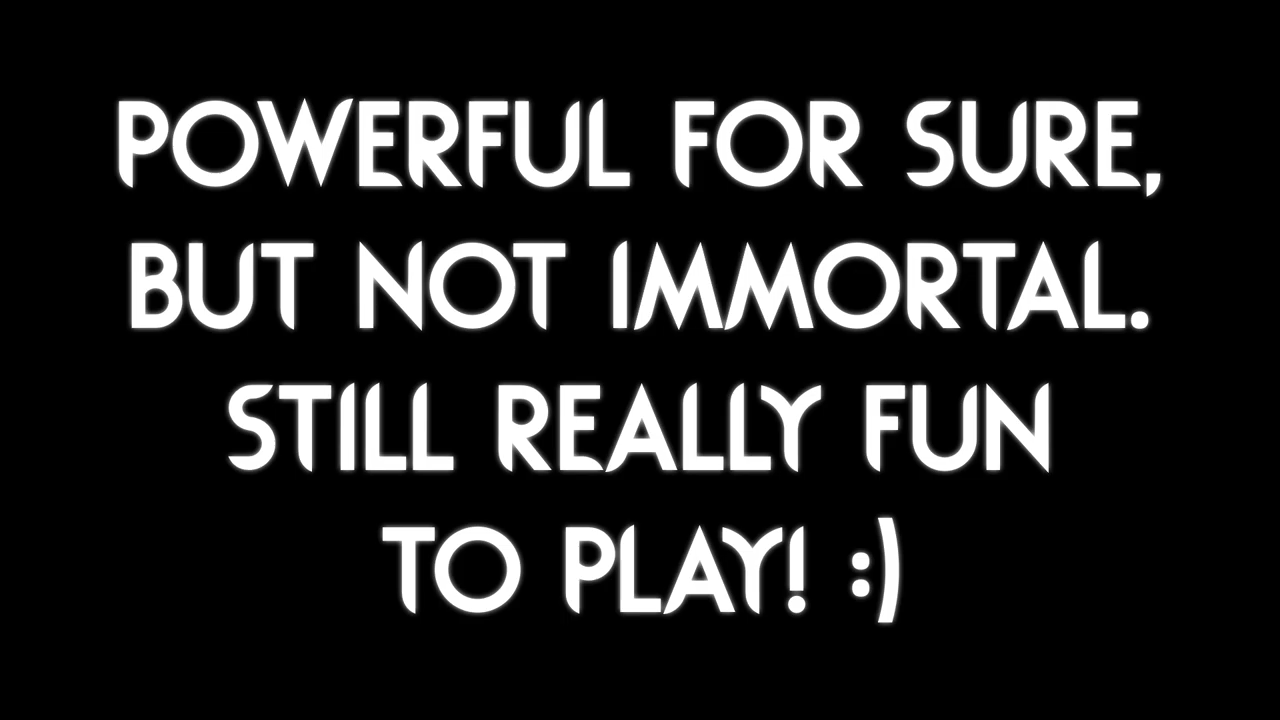 POWERFUL FOR SURE,
BUT NOT IMMORTAL.
STILL REALLY FUN
TO PLAY! :)